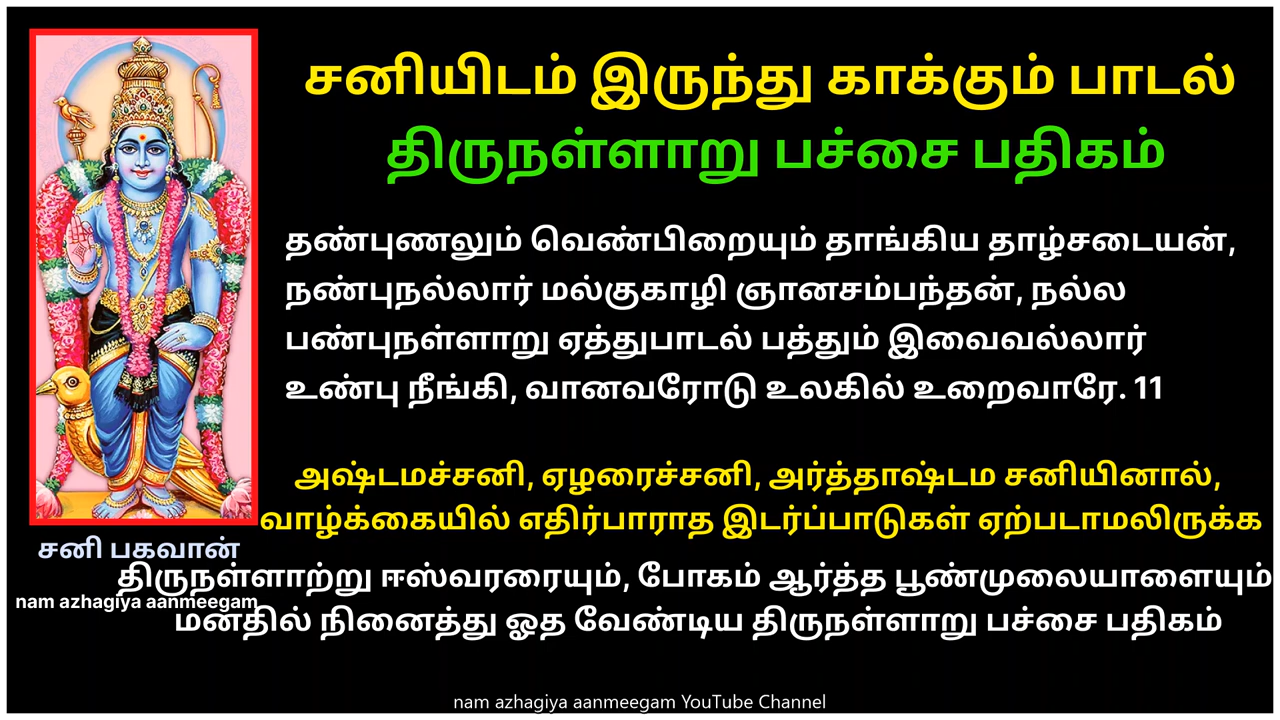 சனியிடம் இருந்து காக்கும் பாடல்
திருநள்ளாறு பச்சை பதிகம்
தண்புணலும் வெண்பிறையும் தாங்கிய தாழ்சடையன்,
நண்புநல்லார் மல்குகாழி ஞானசம்பந்தன், நல்ல
பண்புநள்ளாறு ஏத்துபாடல் பத்தும் இவைவல்லார்
உண்பு நீங்கி, வானவரோடு உலகில் உறைவாரே. 11
அஷ்டமச்சனி, ஏழரைச்சனி, அர்த்தாஷ்டம சனியினால்,
வாழ்க்கையில் எதிர்பாராத இடர்ப்பாடுகள் ஏற்படாமலிருக்க
சனி பகவான்
திருநள்ளாற்று ஈஸ்வரரையும், போகம் ஆர்த்த பூண்முலையாளையும்
nam azhagiya aanmeegam
மனதில் நினைத்து ஓத வேண்டிய திருநள்ளாறு பச்சை பதிகம்
nam azhagiya aanmeegam YouTube Channel